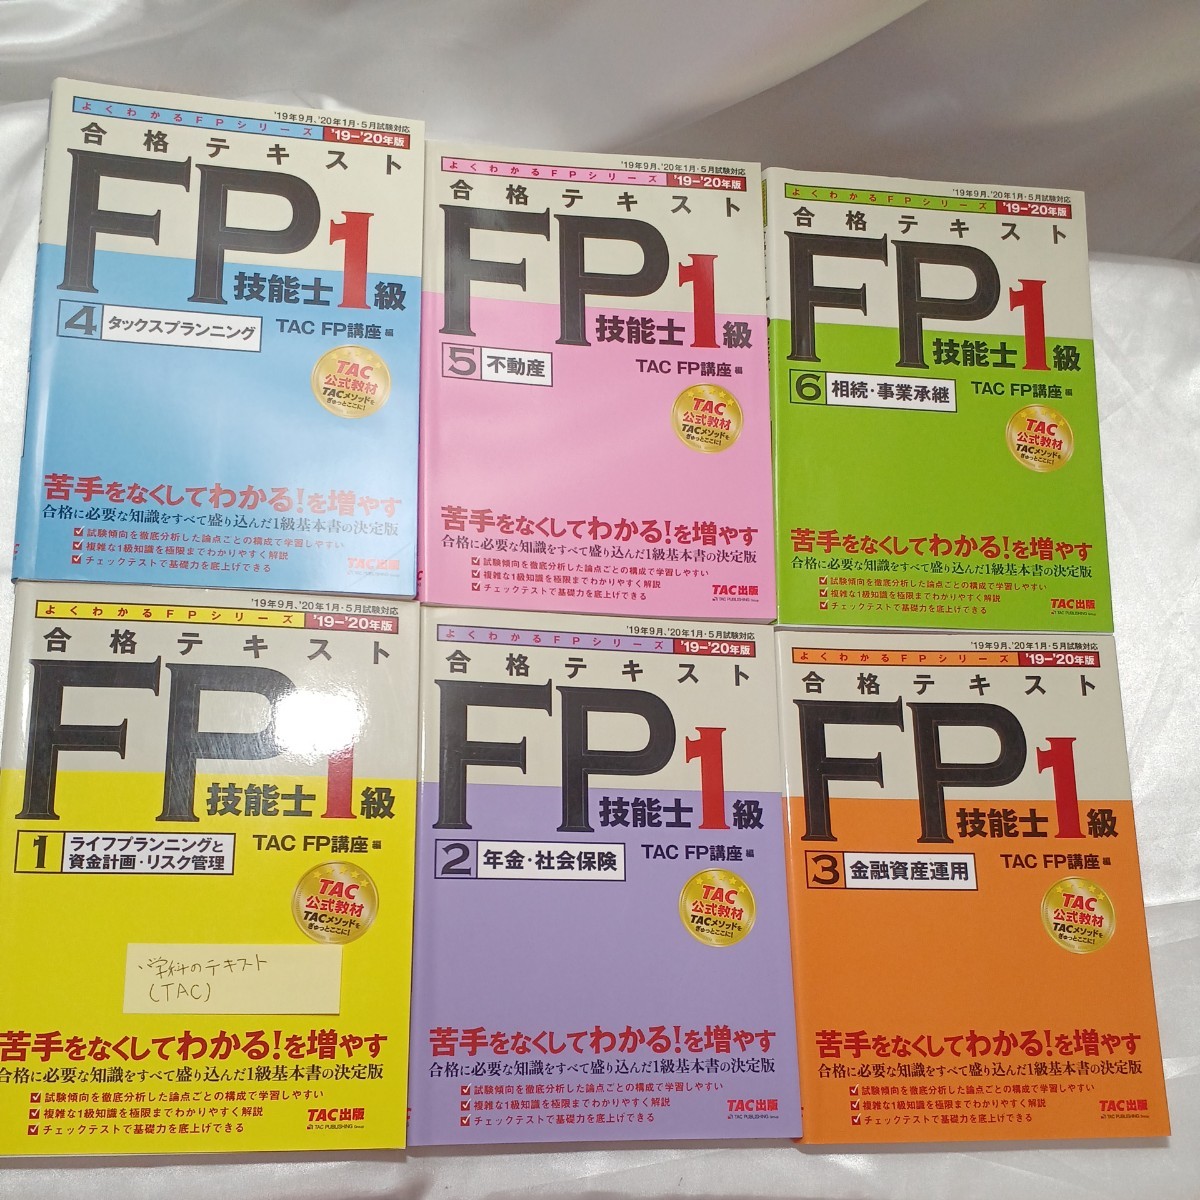 '19年9月、'20年1月・5月試験対応
よくわかるFPシリーズ '19-'20年版
合格テキスト
FP
技能士1級
4 タックスプランニング
TAC FP講座 編
TAC
公式教材
TACメソッドを
ぎゅっとここに!
苦手をなくしてわかる!を増やす
合格に必要な知識をすべて盛り込んだ1級基本書の決定版
試験傾向を徹底分析した論点ごとの構成で学習しやすい
複雑な1級知識を極限までわかりやすく解説
チェックテストで基礎力を底上げできる
TAC出版
TAC PUBLISHING Group
'19年9月、'20年1月・5月試験対応
よくわかるFPシリーズ '19-'20年版
合格テキスト
FP
技能士1級
5 不動産
TAC FP講座 編
TAC
公式教材
TACメソッドを
ぎゅっとここに!
苦手をなくしてわかる!を増やす
合格に必要な知識をすべて盛り込んだ1級基本書の決定版
試験傾向を徹底分析した論点ごとの構成で学習しやすい
複雑な1級知識を極限までわかりやすく解説
チェックテストで基礎力を底上げできる
TAC出版
TAC PUBLISHING Group
'19年9月、'20年1月・5月試験対応
よくわかるFPシリーズ '19-'20年版
合格テキスト
FP
技能士1級
6 相続・事業承継
TAC FP講座 編
TAC
公式教材
TACメソッドを
ぎゅっとここに!
苦手をなくしてわかる!を増やす
合格に必要な知識をすべて盛り込んだ1級基本書の決定版
試験傾向を徹底分析した論点ごとの構成で学習しやすい
複雑な1級知識を極限までわかりやすく解説
チェックテストで基礎力を底上げできる
TAC出版
TAC PUBLISHING Group
'19年9月、'20年1月・5月試験対応
よくわかるFPシリーズ '19-'20年版
合格テキスト
FP
技能士1級
1 ライフプランニングと
資金計画・リスク管理
TAC FP講座 編
TAC
公式教材
TACメソッドを
ぎゅっとここに!
・学科のテキスト
(TAC)
苦手をなくしてわかる!を増やす
合格に必要な知識をすべて盛り込んだ1級基本書の決定版
試験傾向を徹底分析した論点ごとの構成で学習しやすい
複雑な1級知識を極限までわかりやすく解説
チェックテストで基礎力を底上げできる
TAC出版
TAC PUBLISHING Group
'19年9月、'20年1月・5月試験対応
よくわかるFPシリーズ '19-'20年版
合格テキスト
FP
技能士1級
2 年金・社会保険
TAC FP講座 編
TAC
公式教材
TACメソッドを
ぎゅっとここに!
苦手をなくしてわかる!を増やす
合格に必要な知識をすべて盛り込んだ1級基本書の決定版
試験傾向を徹底分析した論点ごとの構成で学習しやすい
複雑な1級知識を極限までわかりやすく解説
チェックテストで基礎力を底上げできる
TAC出版
TAC PUBLISHING Group
'19年9月、'20年1月・5月試験対応
よくわかるFPシリーズ '19-'20年版
合格テキスト
FP
技能士1級
3 金融資産運用
TAC FP講座 編
TAC
公式教材
TACメソッドを
ぎゅっとここに!
苦手をなくしてわかる!を増やす
合格に必要な知識をすべて盛り込んだ1級基本書の決定版
試験傾向を徹底分析した論点ごとの構成で学習しやすい
複雑な1級知識を極限までわかりやすく解説
チェックテストで基礎力を底上げできる
TAC出版
TAC PUBLISHING Group